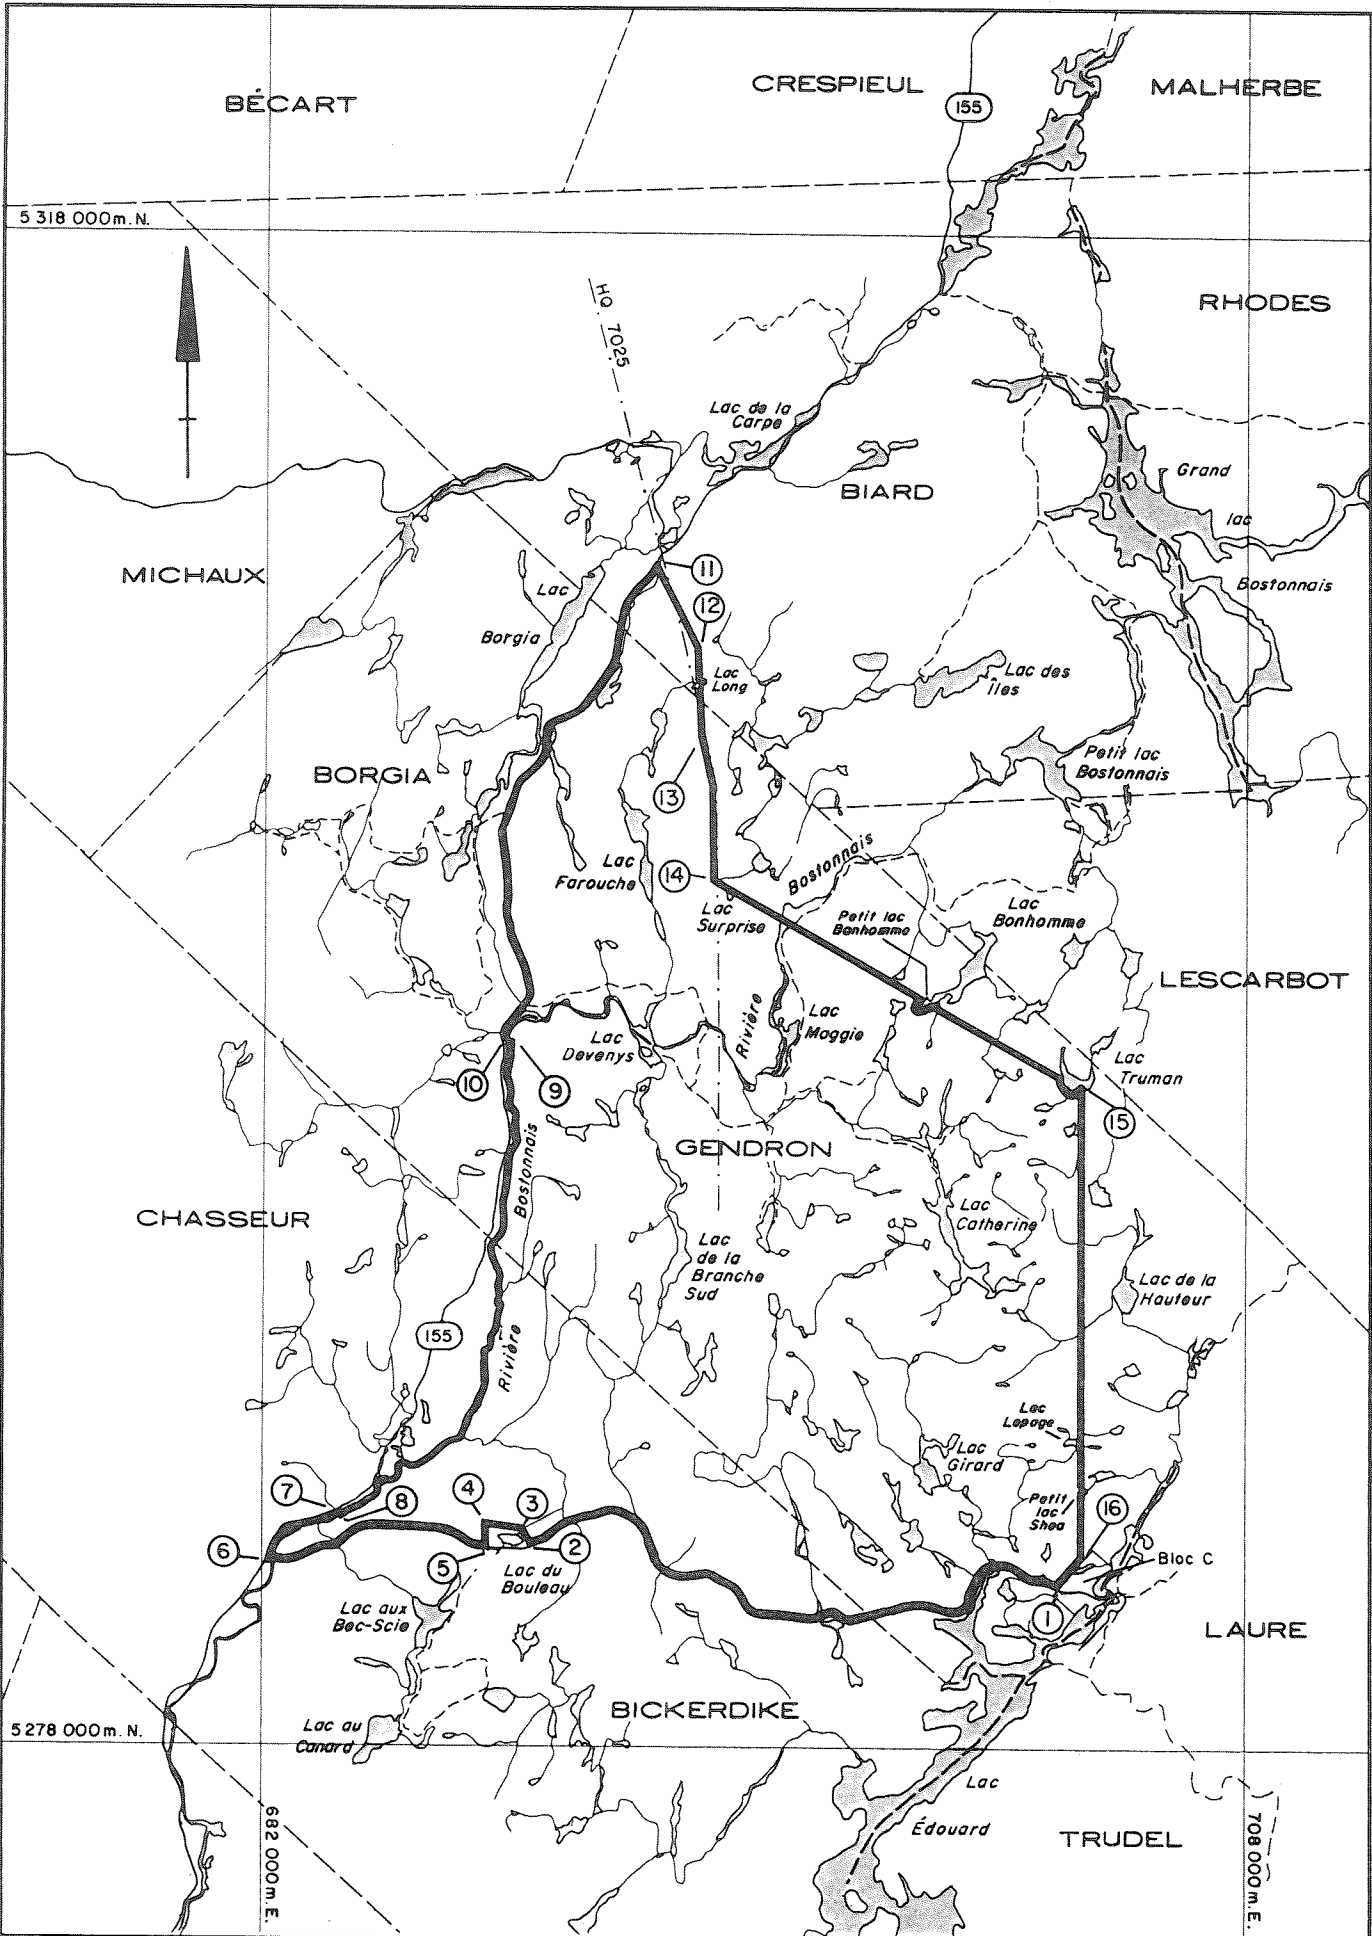 BÉCART
CRESPIEUL
MALHERBE
155
5 318 000m. N.
HQ 7025
RHODES
Lac de la
Carpe
BIARD
Grand
lac
Bostonnais
MICHAUX
11
Lac
Borgia
12
Lac
Long
Lac des
Îles
Petit lac
Bostonnais
BORGIA
13
Lac
Farouche
14
Bostonnais
Lac
Surprise
Petit lac
Bonhomme
Lac
Bonhomme
LESCARBOT
Rivière
Lac
Maggie
Lac
Devenys
10
9
Lac
Truman
15
GENDRON
Bostonnais
CHASSEUR
Lac
Catherine
Lac
de la
Branche
Sud
Lac de la
Hauteur
155
Rivière
Lac
Lepage
Lac
Girard
7
8
4
3
Petit
lac
Shea
16
6
5
2
Lac du
Bouleau
Bloc C
Lac aux
Bec-Scie
1
LAURE
BICKERDIKE
Lac au
Canard
5 278 000m. N.
Lac
Édouard
TRUDEL
682 000m.E.
708 000m.E.